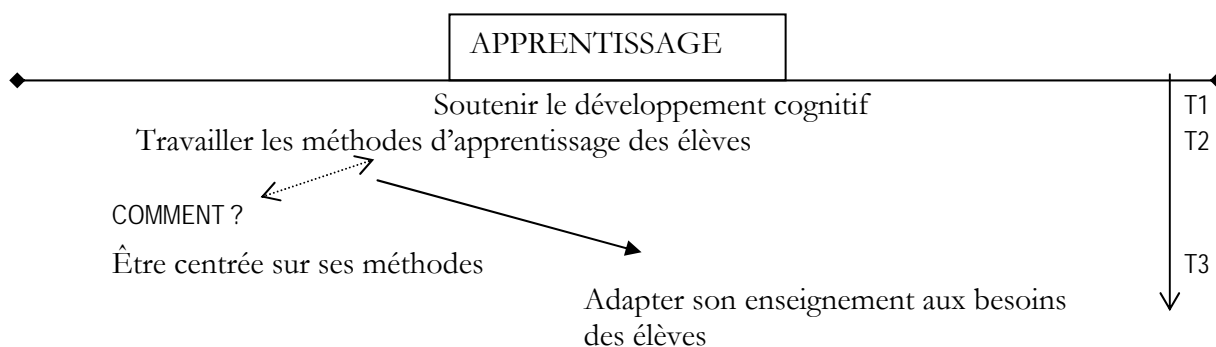 APPRENTISSAGE
Soutenir le développement cognitif
T1
Travailler les méthodes d'apprentissage des élèves
T2
COMMENT ?
Être centrée sur ses méthodes
T3
Adapter son enseignement aux besoins
des élèves